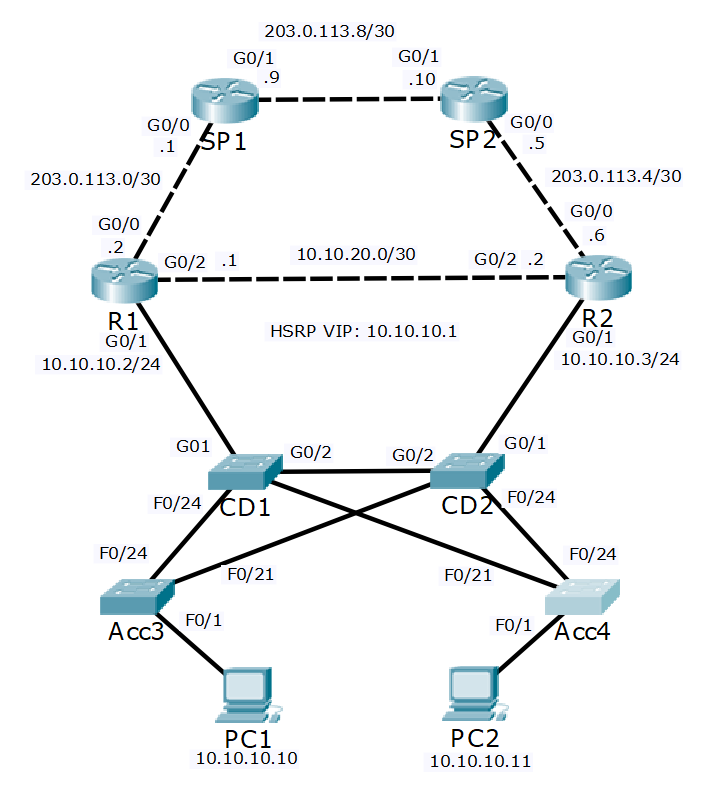 203.0.113.8/30
G0/1
G0/1
.9
.10
SP1
SP2
G0/0
G0/0
.1
.5
203.0.113.0/30
203.0.113.4/30
G0/0
G0/0
.2
.6
G0/2
.1
10.10.20.0/30
G0/2
.2
R1
R2
HSRP VIP: 10.10.10.1
G0/1
G0/1
10.10.10.2/24
10.10.10.3/24
G01
G0/2
G0/2
G0/1
CD1
CD2
F0/24
F0/24
F0/24
F0/24
F0/21
F0/21
Acc3
Acc4
F0/1
F0/1
PC1
PC2
10.10.10.10
10.10.10.11